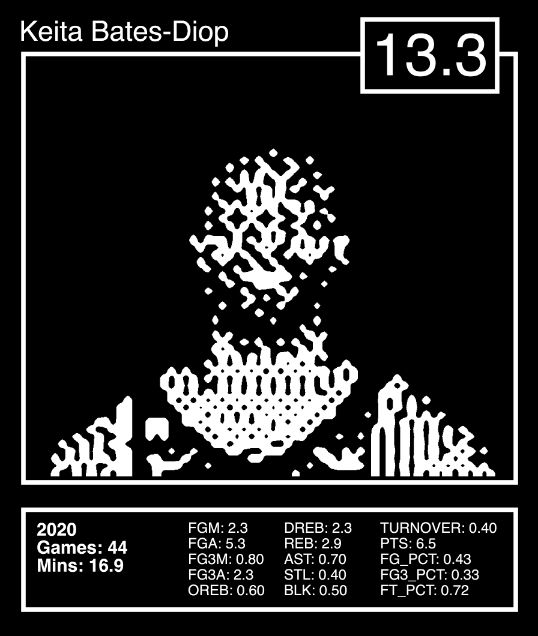 Keita Bates-Diop
13.3
2020
Games: 44
Mins: 16.9
FGM: 2.3
FGA: 5.3
FG3M: 0.80
FG3A: 2.3
OREB: 0.60
DREB: 2.3
REB: 2.9
AST: 0.70
STL: 0.40
BLK: 0.50
TURNOVER: 0.40
PTS: 6.5
FG_PCT: 0.43
FG3_PCT: 0.33
FT_PCT: 0.72